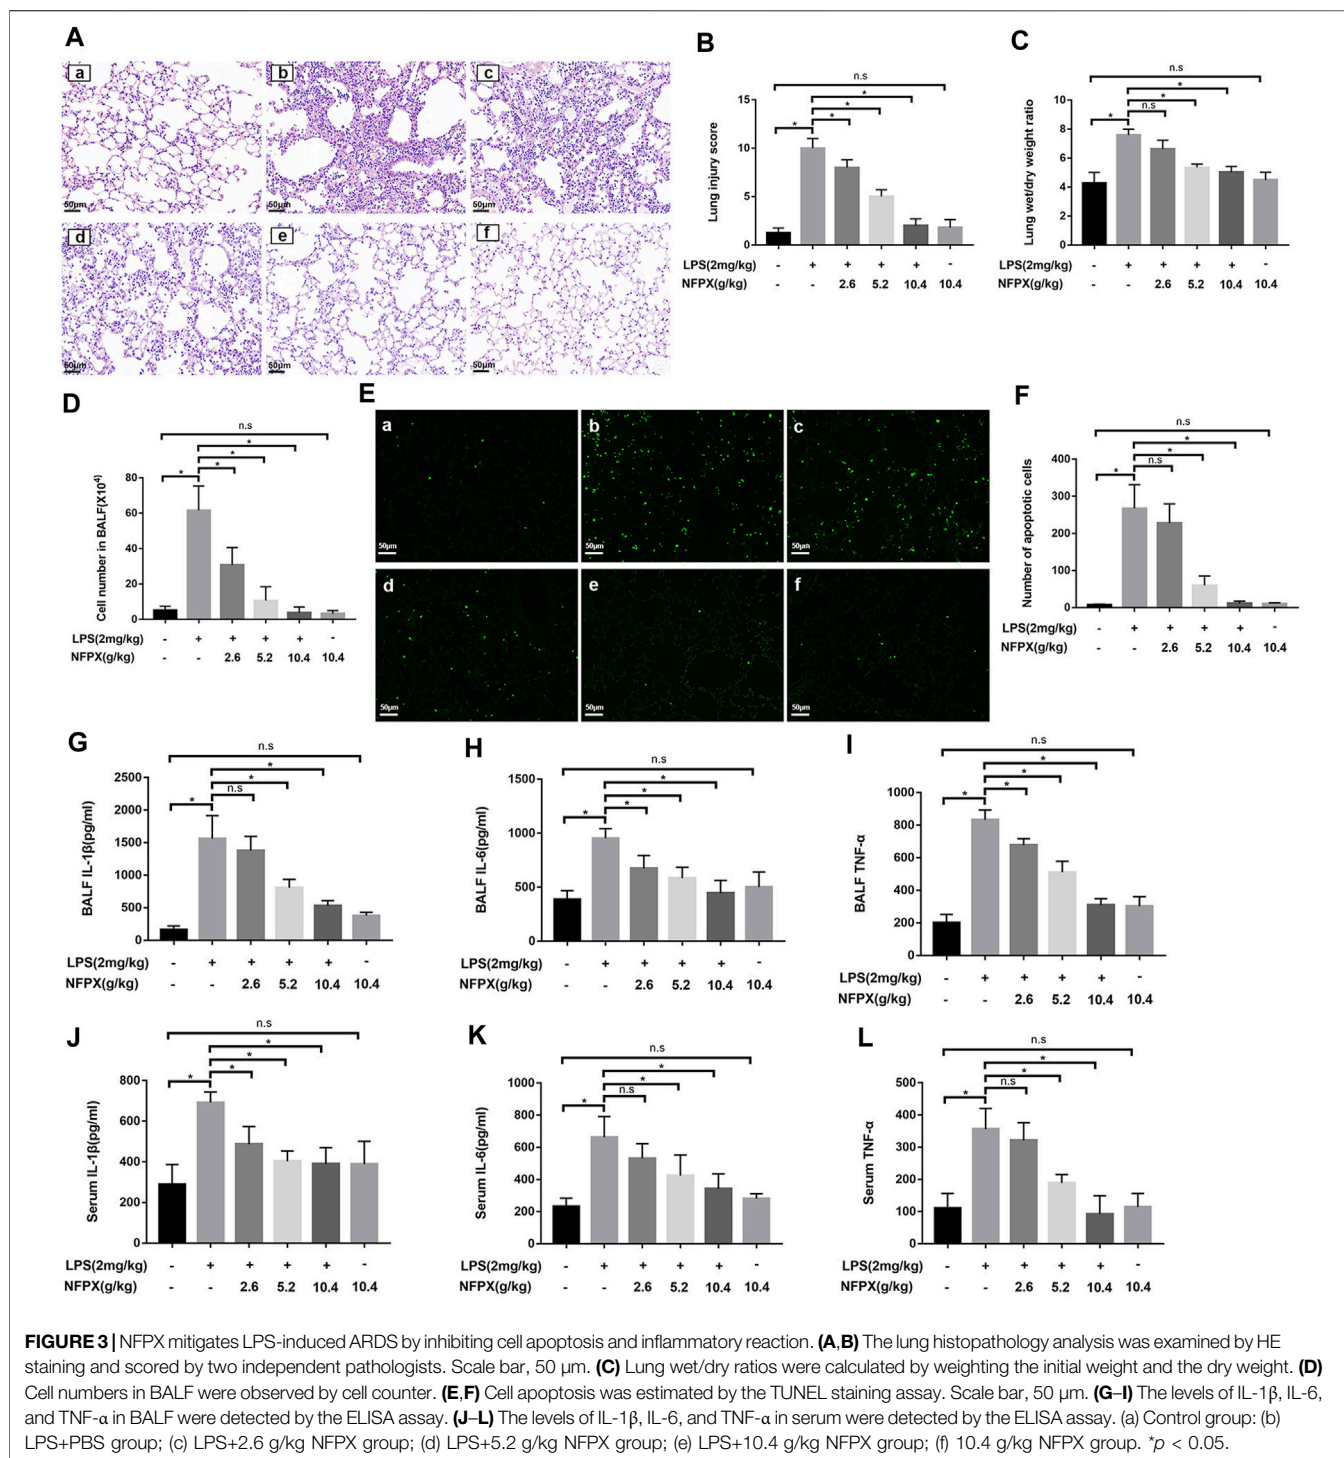 A
a
b
c
50μm
50μm
50μm
d
e
f
50μm
50μm
50μm
B
n.s
*
*
*
*
Lung injury score
15
10
5
0
LPS(2mg/kg) - + + + + -
NFPX(g/kg) - - 2.6 5.2 10.4 10.4
C
n.s
*
*
n.s
*
Lung wet/dry weight ratio
10
8
6
4
2
0
LPS(2mg/kg) - + + + + -
NFPX(g/kg) - - 2.6 5.2 10.4 10.4
D
n.s
*
*
*
*
Cell number in BALF(X10⁴)
80
60
40
20
0
LPS(2mg/kg) - + + + + -
NFPX(g/kg) - - 2.6 5.2 10.4 10.4
E
a
b
c
50μm
50μm
50μm
d
e
f
50μm
50μm
50μm
F
n.s
*
*
n.s
*
Number of apoptotic cells
400
300
200
100
0
LPS(2mg/kg) - + + + + -
NFPX(g/kg) - - 2.6 5.2 10.4 10.4
G
n.s
*
*
n.s
*
BALF IL-1β(pg/ml)
2500
2000
1500
1000
500
0
LPS(2mg/kg) - + + + + -
NFPX(g/kg) - - 2.6 5.2 10.4 10.4
H
n.s
*
*
*
*
BALF IL-6(pg/ml)
1500
1000
500
0
LPS(2mg/kg) - + + + + -
NFPX(g/kg) - - 2.6 5.2 10.4 10.4
I
n.s
*
*
*
*
BALF TNF-α
1000
800
600
400
200
0
LPS(2mg/kg) - + + + + -
NFPX(g/kg) - - 2.6 5.2 10.4 10.4
J
n.s
*
*
*
*
Serum IL-1β(pg/ml)
800
600
400
200
0
LPS(2mg/kg) - + + + + -
NFPX(g/kg) - - 2.6 5.2 10.4 10.4
K
n.s
*
*
n.s
*
Serum IL-6(pg/ml)
1000
800
600
400
200
0
LPS(2mg/kg) - + + + + -
NFPX(g/kg) - - 2.6 5.2 10.4 10.4
L
n.s
*
*
n.s
*
Serum TNF-α
500
400
300
200
100
0
LPS(2mg/kg) - + + + + -
NFPX(g/kg) - - 2.6 5.2 10.4 10.4
FIGURE 3 | NFPX mitigates LPS-induced ARDS by inhibiting cell apoptosis and inflammatory reaction. (A,B) The lung histopathology analysis was examined by HE
staining and scored by two independent pathologists. Scale bar, 50 μm. (C) Lung wet/dry ratios were calculated by weighting the initial weight and the dry weight. (D)
Cell numbers in BALF were observed by cell counter. (E,F) Cell apoptosis was estimated by the TUNEL staining assay. Scale bar, 50 μm. (G–I) The levels of IL-1β, IL-6,
and TNF-α in BALF were detected by the ELISA assay. (J–L) The levels of IL-1β, IL-6, and TNF-α in serum were detected by the ELISA assay. (a) Control group: (b)
LPS+PBS group; (c) LPS+2.6 g/kg NFPX group; (d) LPS+5.2 g/kg NFPX group; (e) LPS+10.4 g/kg NFPX group; (f) 10.4 g/kg NFPX group. *p < 0.05.